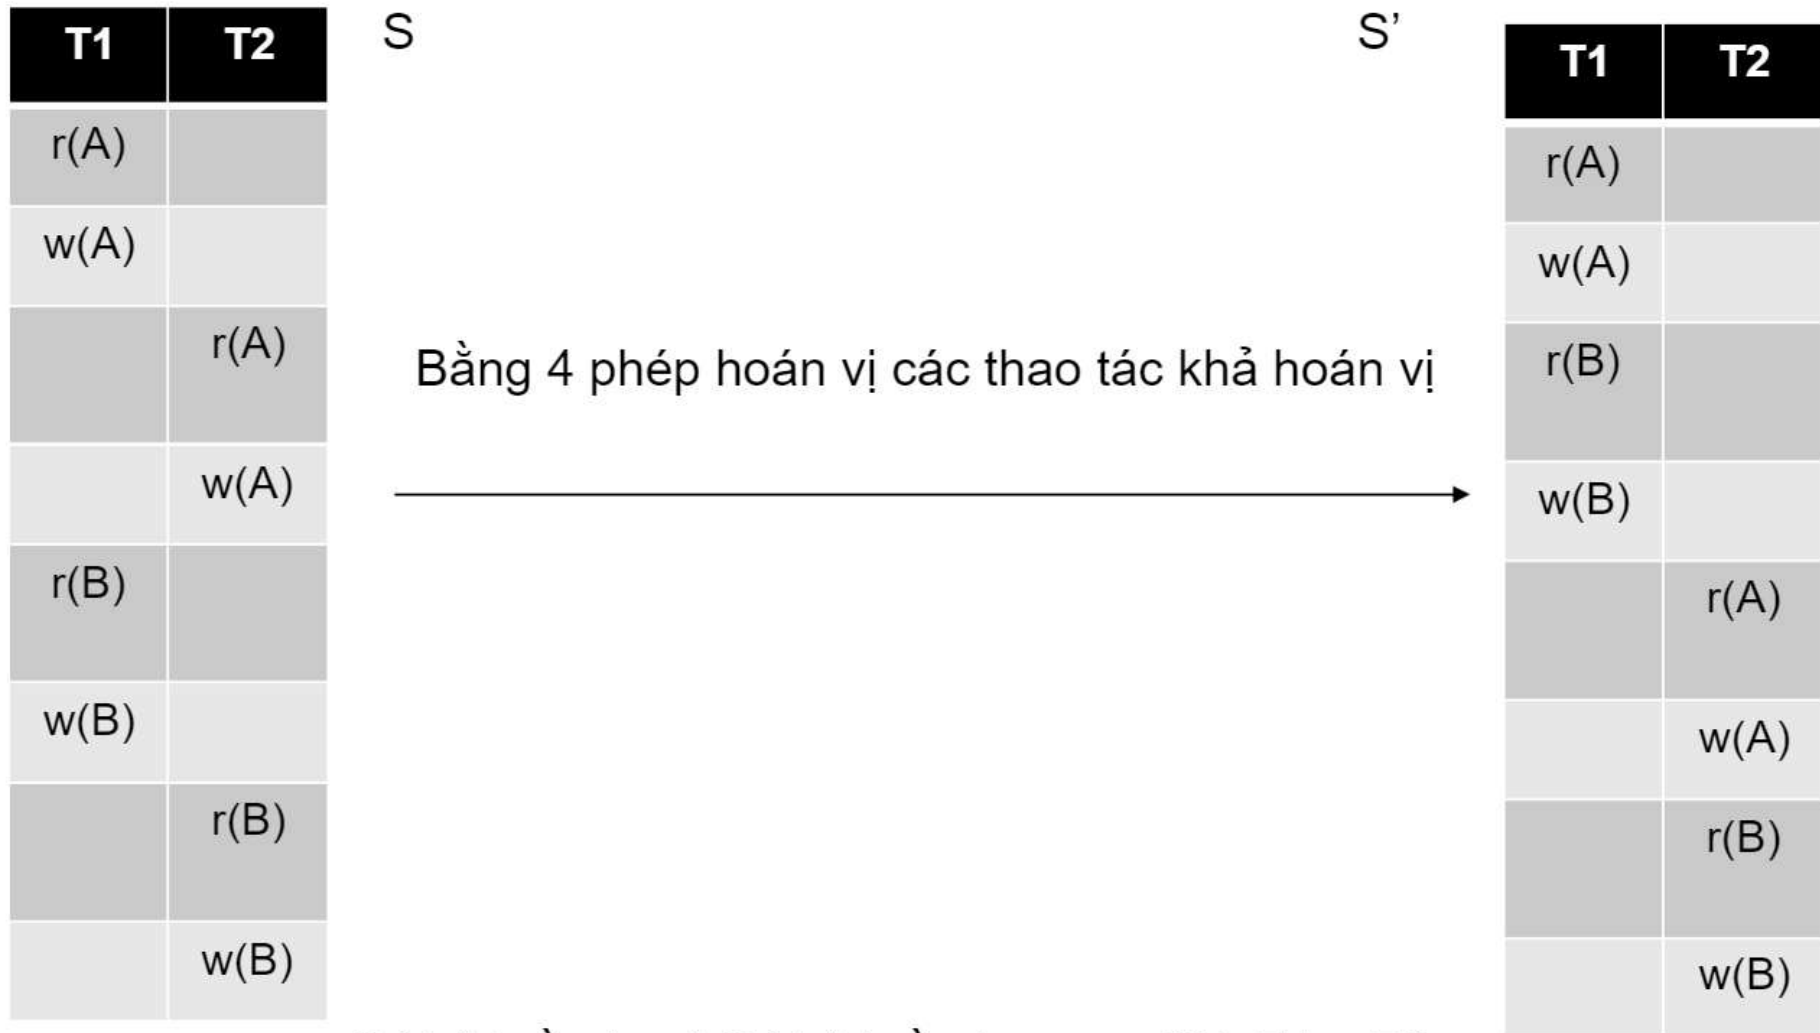 S
S’
T1 T2
r(A)
w(A)
r(A)
w(A)
r(B)
w(B)
r(B)
w(B)
Bằng 4 phép hoán vị các thao tác khả hoán vị
T1 T2
r(A)
w(A)
r(B)
w(B)
r(A)
w(A)
r(B)
w(B)